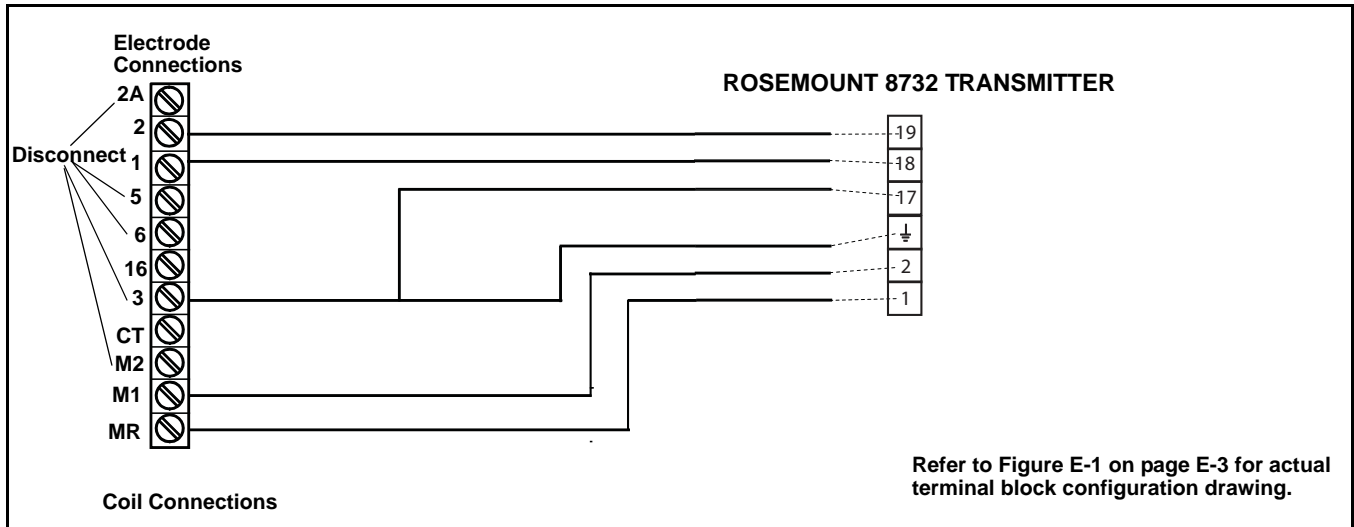 Electrode
Connections
ROSEMOUNT 8732 TRANSMITTER
2A
2
Disconnect
1
5
6
16
3
CT
M2
M1
MR
19
18
17
2
1
Coil Connections
Refer to Figure E-1 on page E-3 for actual
terminal block configuration drawing.